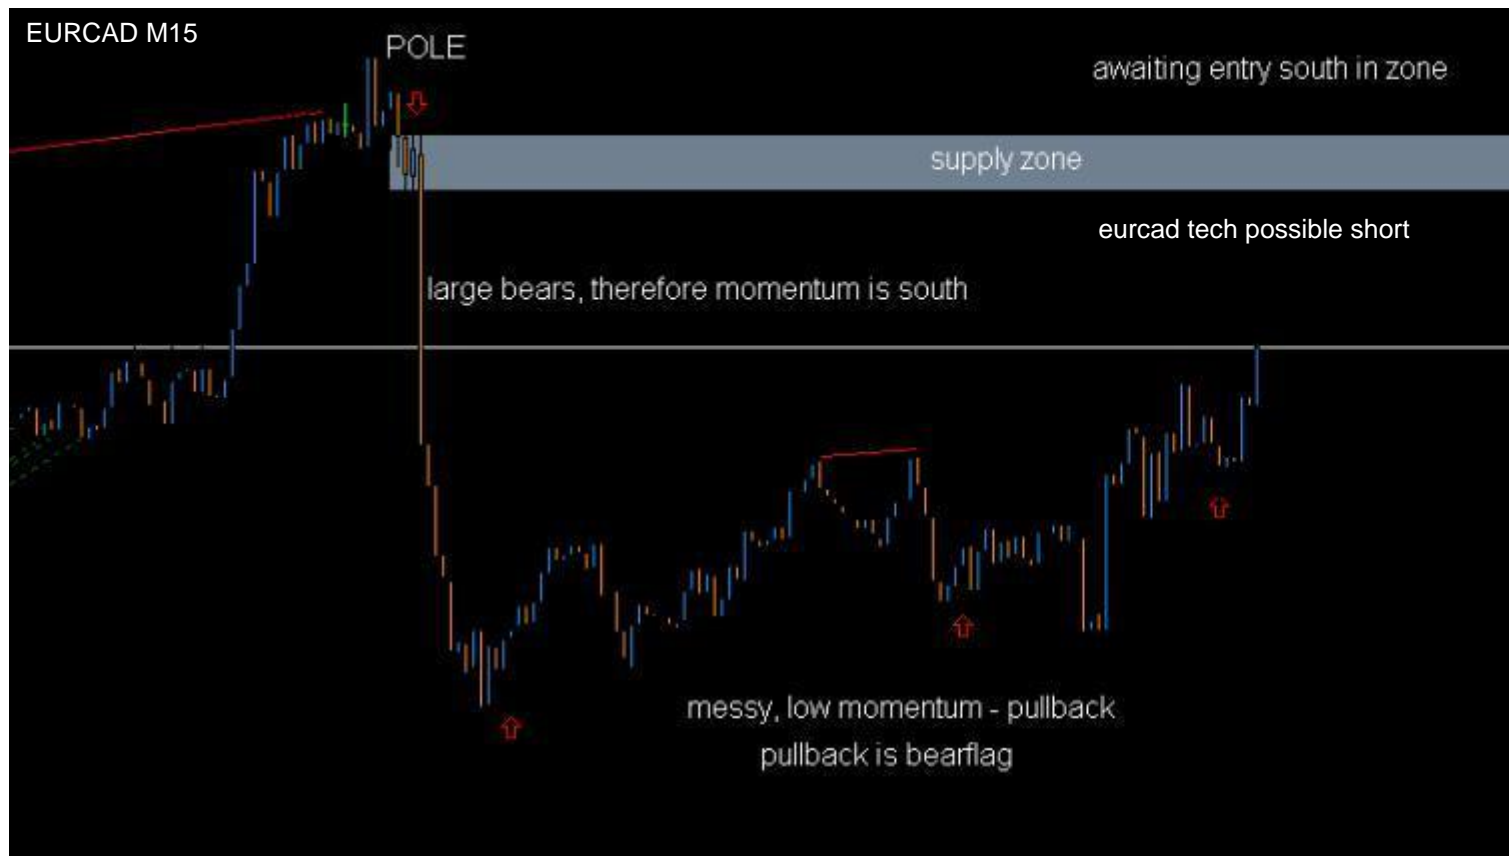 EURCAD M15
POLE
awaiting entry south in zone
supply zone
eurcad tech possible short
large bears, therefore momentum is south
messy, low momentum - pullback
pullback is bearflag